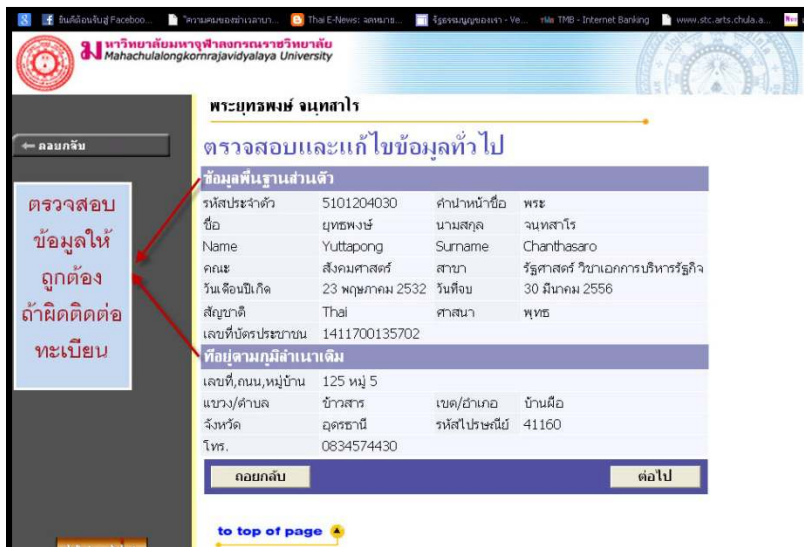 ยินดีต้อนรับสู่ Faceboo...
Thai E-News:
รัฐธรรมนูญของเรา - Ve...
TMB - Internet Banking
www.stc.arts.chula.a...
มหาวิทยาลัยมหาจุฬาลงกรณราชวิทยาลัย
Mahachulalongkornrajavidyalaya University
พระยุทธพงษ์ จนฺทสาโร
ถอยกลับ
ตรวจสอบและแก้ไขข้อมูลทั่วไป
ตรวจสอบ
ข้อมูลให้
ถูกต้อง
ถ้าผิดติดต่อ
ทะเบียน
ข้อมูลพื้นฐานส่วนตัว
รหัสประจำตัว 5101204030 คำนำหน้าชื่อ พระ
ชื่อ ยุทธพงษ์ นามสกุล จนฺทสาโร
Name Yuttapong Surname Chanthasaro
คณะ สังคมศาสตร์ สาขา รัฐศาสตร์ วิชาเอกการบริหารรัฐกิจ
วันเดือนปีเกิด 23 พฤษภาคม 2532 วันที่จบ 30 มีนาคม 2556
สัญชาติ Thai ศาสนา พุทธ
เลขที่บัตรประชาชน 1411700135702
ที่อยู่ตามภูมิลำเนาเดิม
เลขที่,ถนน,หมู่บ้าน 125 หมู่ 5
แขวง/ตำบล ข้าวสาร เขต/อำเภอ บ้านผือ
จังหวัด อุดรธานี รหัสไปรษณีย์ 41160
โทร. 0834574430
ถอยกลับ ต่อไป
to top of page